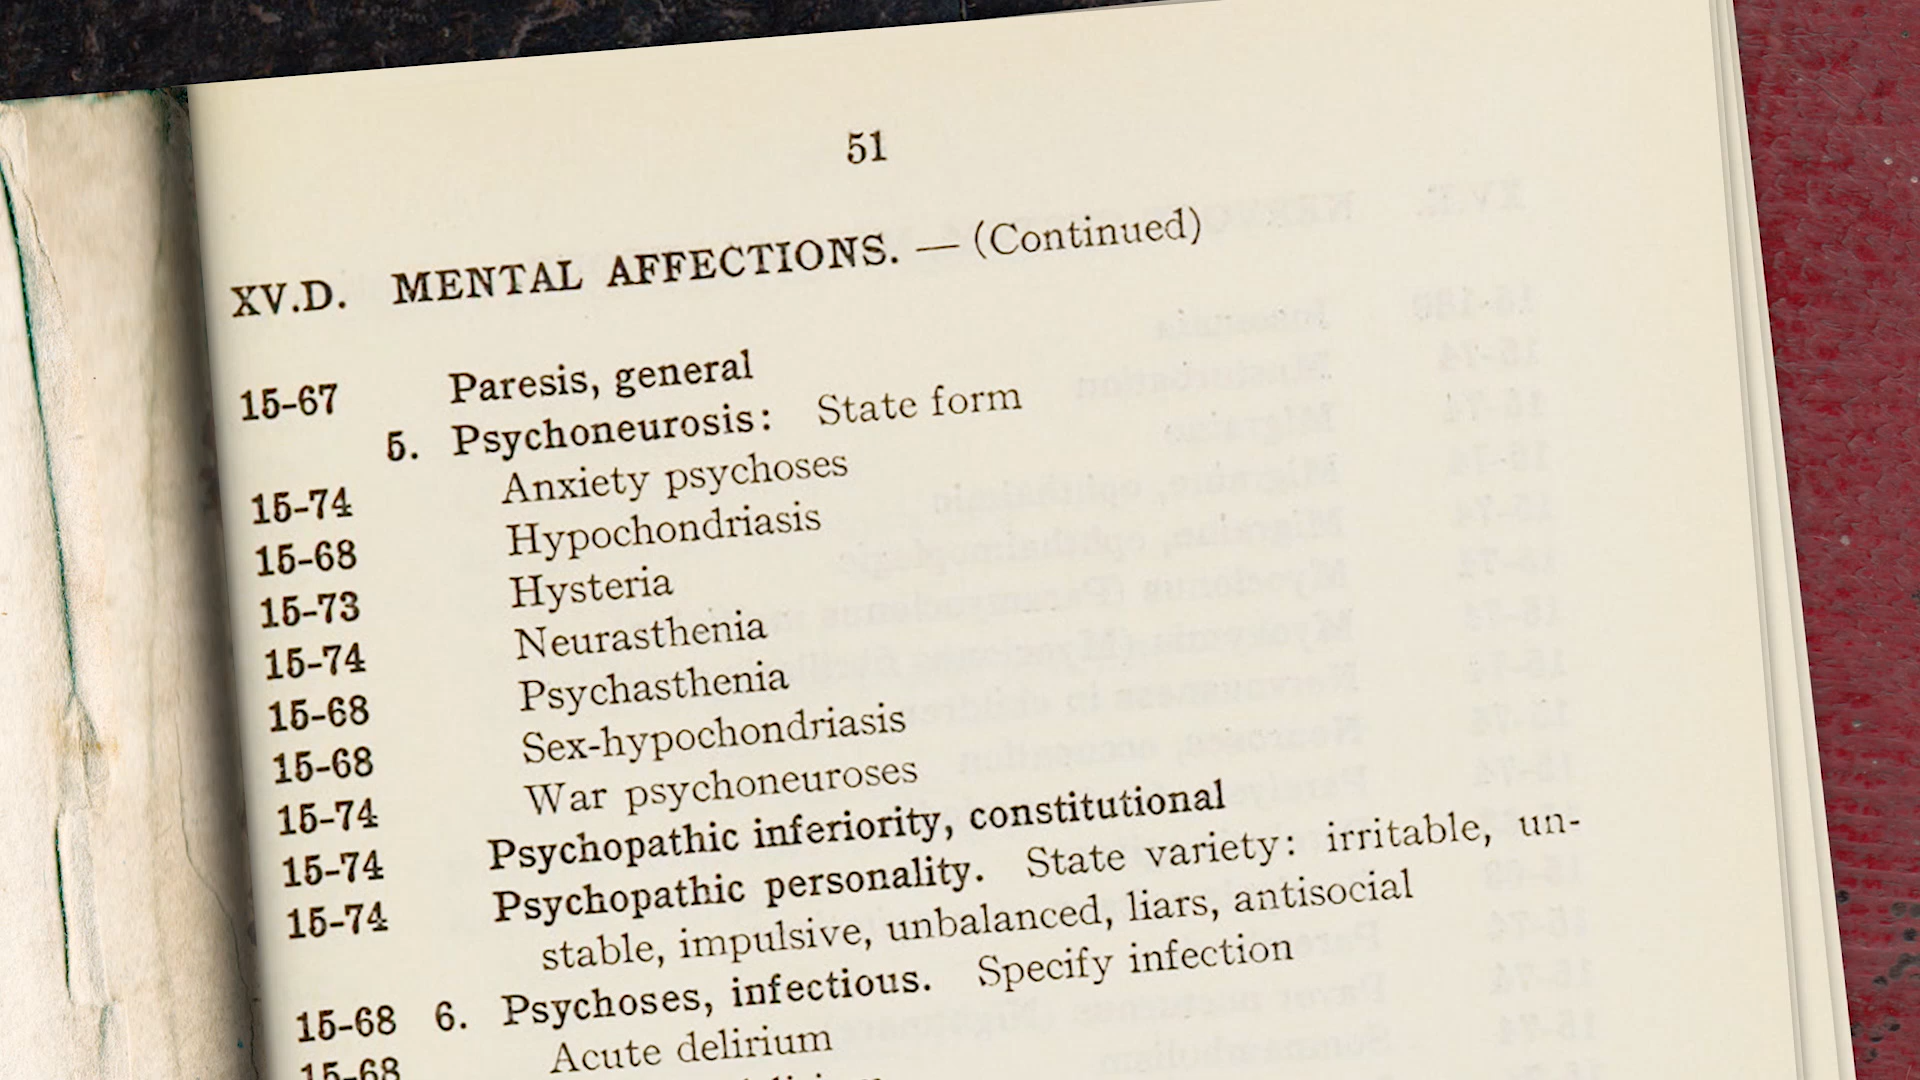 51
XV.D. MENTAL AFFECTIONS. — (Continued)
15-67 Paresis, general
5. Psychoneurosis: State form
15-74 Anxiety psychoses
15-68 Hypochondriasis
15-73 Hysteria
15-74 Neurasthenia
15-68 Psychasthenia
15-68 Sex-hypochondriasis
15-74 War psychoneuroses
15-74 Psychopathic inferiority, constitutional
15-74 Psychopathic personality. State variety: irritable, un-
stable, impulsive, unbalanced, liars, antisocial
15-68 6. Psychoses, infectious. Specify infection
15-68 Acute delirium